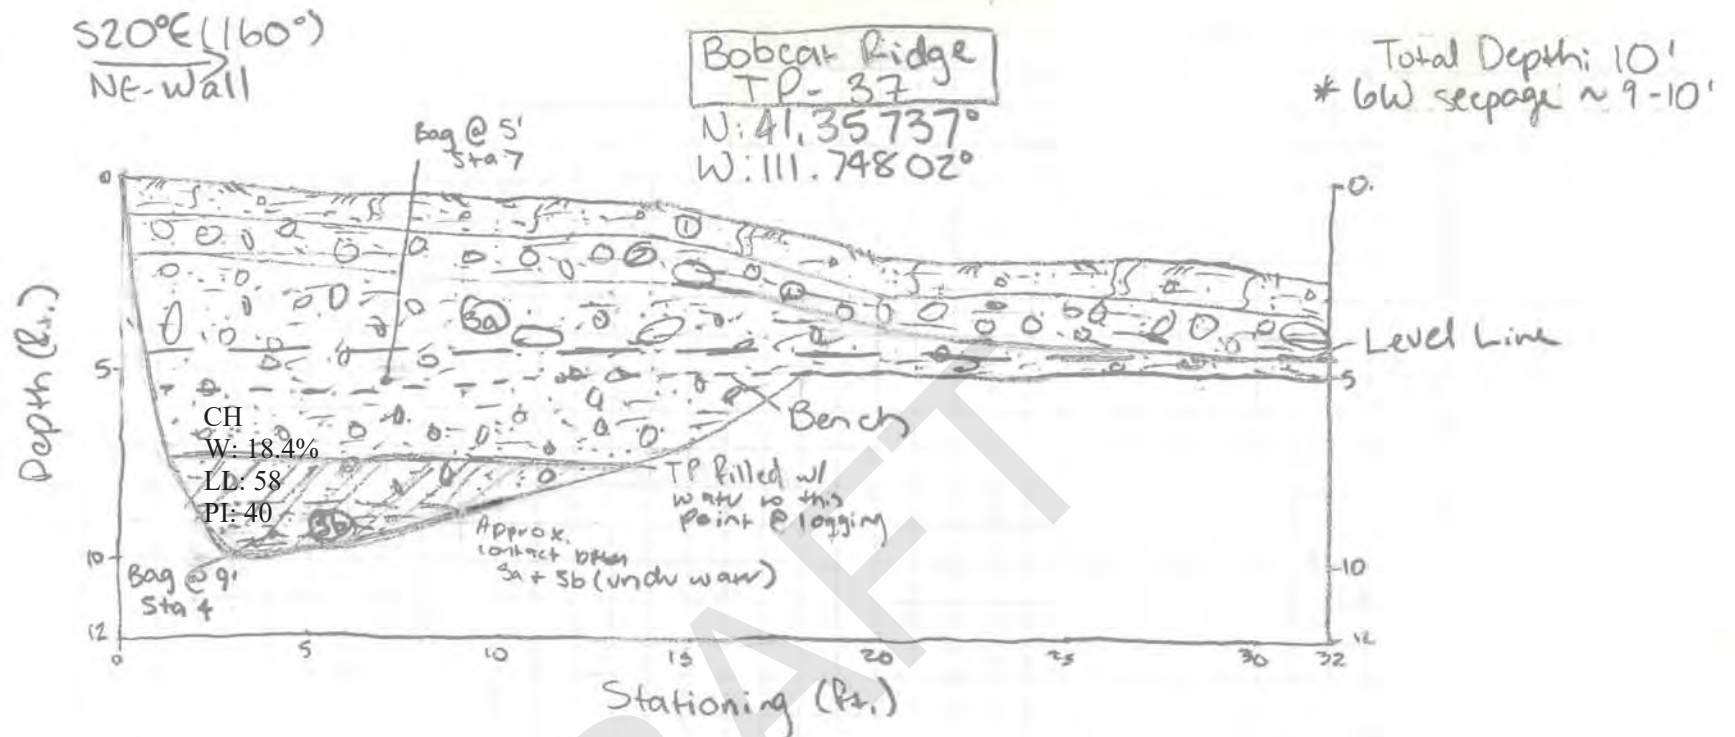 S20°E (160°)
NE-Wall
Bobcat Ridge
TP-37
N: 41.35737°
W: 111.74802°
Total Depth: 10'
* GW seepage ~ 9-10'
Bag @ 5'
Sta 7
0
0.
1
2
3a
Level Line
5
5
Depth (ft.)
CH
W: 18.4%
LL: 58
PI: 40
Bench
TP filled w/
water to this
point @ logging
3b
Approx.
contact btwn
3a + 3b (under water)
10
10
Bag @ 9'
Sta 4
12
12
0 5 10 15 20 25 30 32
Stationing (ft.)
DRAFT